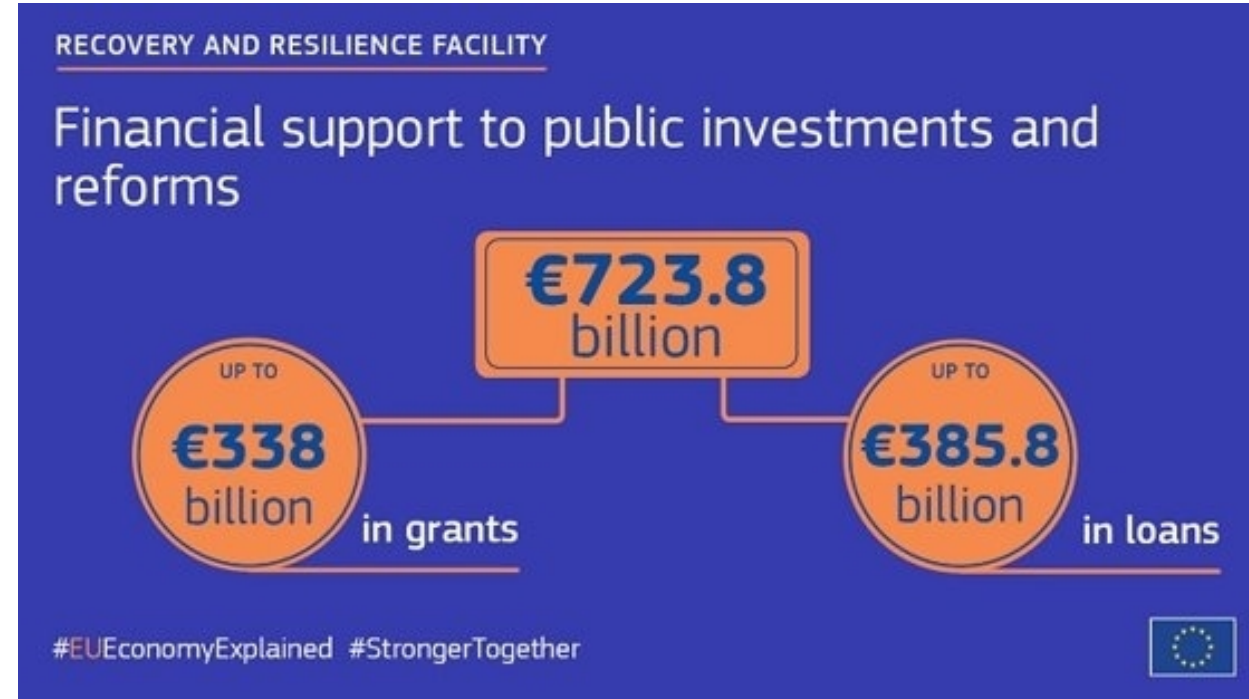 RECOVERY AND RESILIENCE FACILITY
Financial support to public investments and
reforms
€723.8
billion
UP TO
€338
billion
in grants
UP TO
€385.8
billion
in loans
#EUEconomyExplained #StrongerTogether